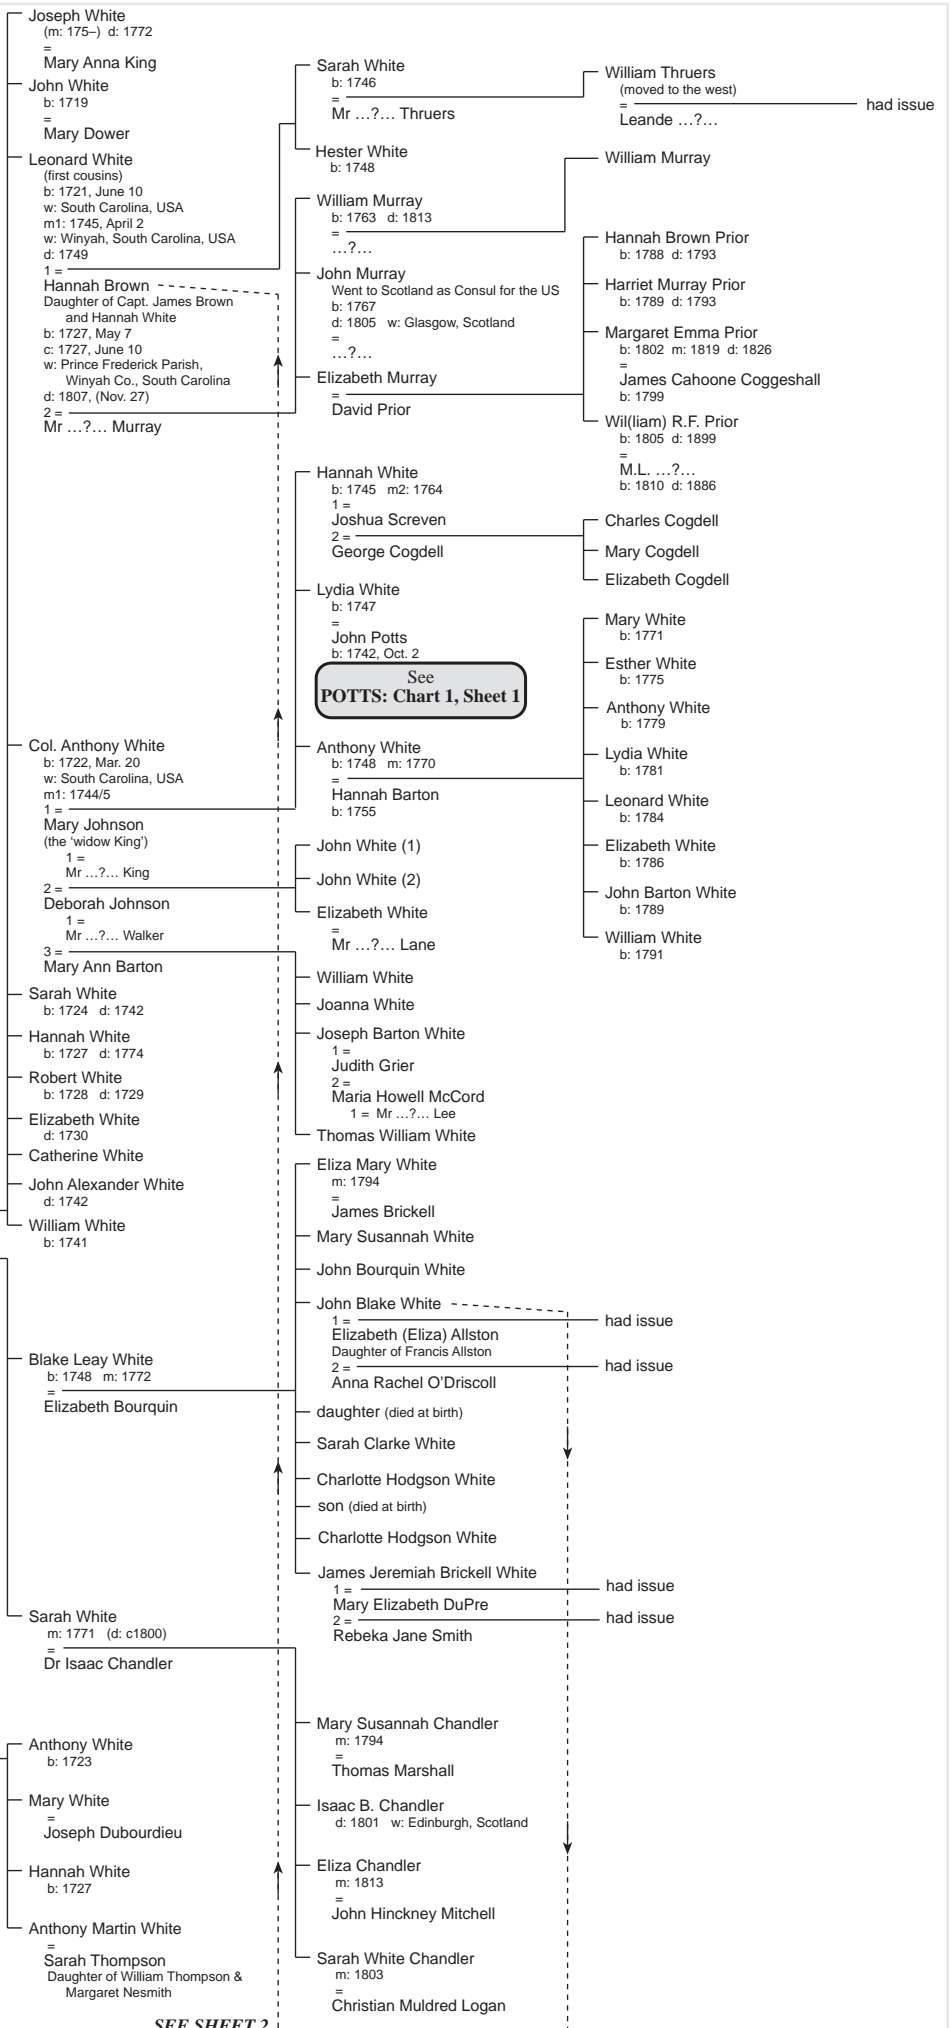 Joseph White
(m: 175–) d: 1772
=
Mary Anna King
John White
b: 1719
=
Mary Dower
Leonard White
(first cousins)
b: 1721, June 10
w: South Carolina, USA
m1: 1745, April 2
w: Winyah, South Carolina, USA
d: 1749
1 =
Hannah Brown
Daughter of Capt. James Brown
and Hannah White
b: 1727, May 7
c: 1727, June 10
w: Prince Frederick Parish,
Winyah Co., South Carolina
d: 1807, (Nov. 27)
2 =
Mr …?… Murray
Col. Anthony White
b: 1722, Mar. 20
w: South Carolina, USA
m1: 1744/5
1 =
Mary Johnson
(the ‘widow King’)
1 =
Mr …?… King
2 =
Deborah Johnson
1 =
Mr …?… Walker
3 =
Mary Ann Barton
Sarah White
b: 1724 d: 1742
Hannah White
b: 1727 d: 1774
Robert White
b: 1728 d: 1729
Elizabeth White
d: 1730
Catherine White
John Alexander White
d: 1742
William White
b: 1741
Blake Leay White
b: 1748 m: 1772
=
Elizabeth Bourquin
Sarah White
m: 1771 (d: c1800)
=
Dr Isaac Chandler
Anthony White
b: 1723
Mary White
=
Joseph Dubourdieu
Hannah White
b: 1727
Anthony Martin White
=
Sarah Thompson
Daughter of William Thompson &
Margaret Nesmith
SEE SHEET 2
Sarah White
b: 1746
=
Mr …?… Thruers
Hester White
b: 1748
William Murray
b: 1763 d: 1813
=
…?…
John Murray
Went to Scotland as Consul for the US
b: 1767
d: 1805 w: Glasgow, Scotland
=
…?…
Elizabeth Murray
=
David Prior
Hannah White
b: 1745 m2: 1764
1 =
Joshua Screven
2 =
George Cogdell
Lydia White
b: 1747
=
John Potts
b: 1742, Oct. 2
See
POTTS: Chart 1, Sheet 1
Anthony White
b: 1748 m: 1770
=
Hannah Barton
b: 1755
John White (1)
John White (2)
Elizabeth White
=
Mr …?… Lane
William White
Joanna White
Joseph Barton White
1 =
Judith Grier
2 =
Maria Howell McCord
1 = Mr …?… Lee
Thomas William White
Eliza Mary White
m: 1794
=
James Brickell
Mary Susannah White
John Bourquin White
John Blake White
1 =
Elizabeth (Eliza) Allston
Daughter of Francis Allston
2 =
Anna Rachel O’Driscoll
daughter (died at birth)
Sarah Clarke White
Charlotte Hodgson White
son (died at birth)
Charlotte Hodgson White
James Jeremiah Brickell White
1 =
Mary Elizabeth DuPre
2 =
Rebeka Jane Smith
Mary Susannah Chandler
m: 1794
=
Thomas Marshall
Isaac B. Chandler
d: 1801 w: Edinburgh, Scotland
Eliza Chandler
m: 1813
=
John Hinckney Mitchell
Sarah White Chandler
m: 1803
=
Christian Muldred Logan
William Thruers
(moved to the west)
=
had issue
Leande …?…
William Murray
Hannah Brown Prior
b: 1788 d: 1793
Harriet Murray Prior
b: 1789 d: 1793
Margaret Emma Prior
b: 1802 m: 1819 d: 1826
=
James Cahoone Coggeshall
b: 1799
Wil(liam) R.F. Prior
b: 1805 d: 1899
=
M.L. …?…
b: 1810 d: 1886
Charles Cogdell
Mary Cogdell
Elizabeth Cogdell
Mary White
b: 1771
Esther White
b: 1775
Anthony White
b: 1779
Lydia White
b: 1781
Leonard White
b: 1784
Elizabeth White
b: 1786
John Barton White
b: 1789
William White
b: 1791
had issue
had issue
had issue
had issue